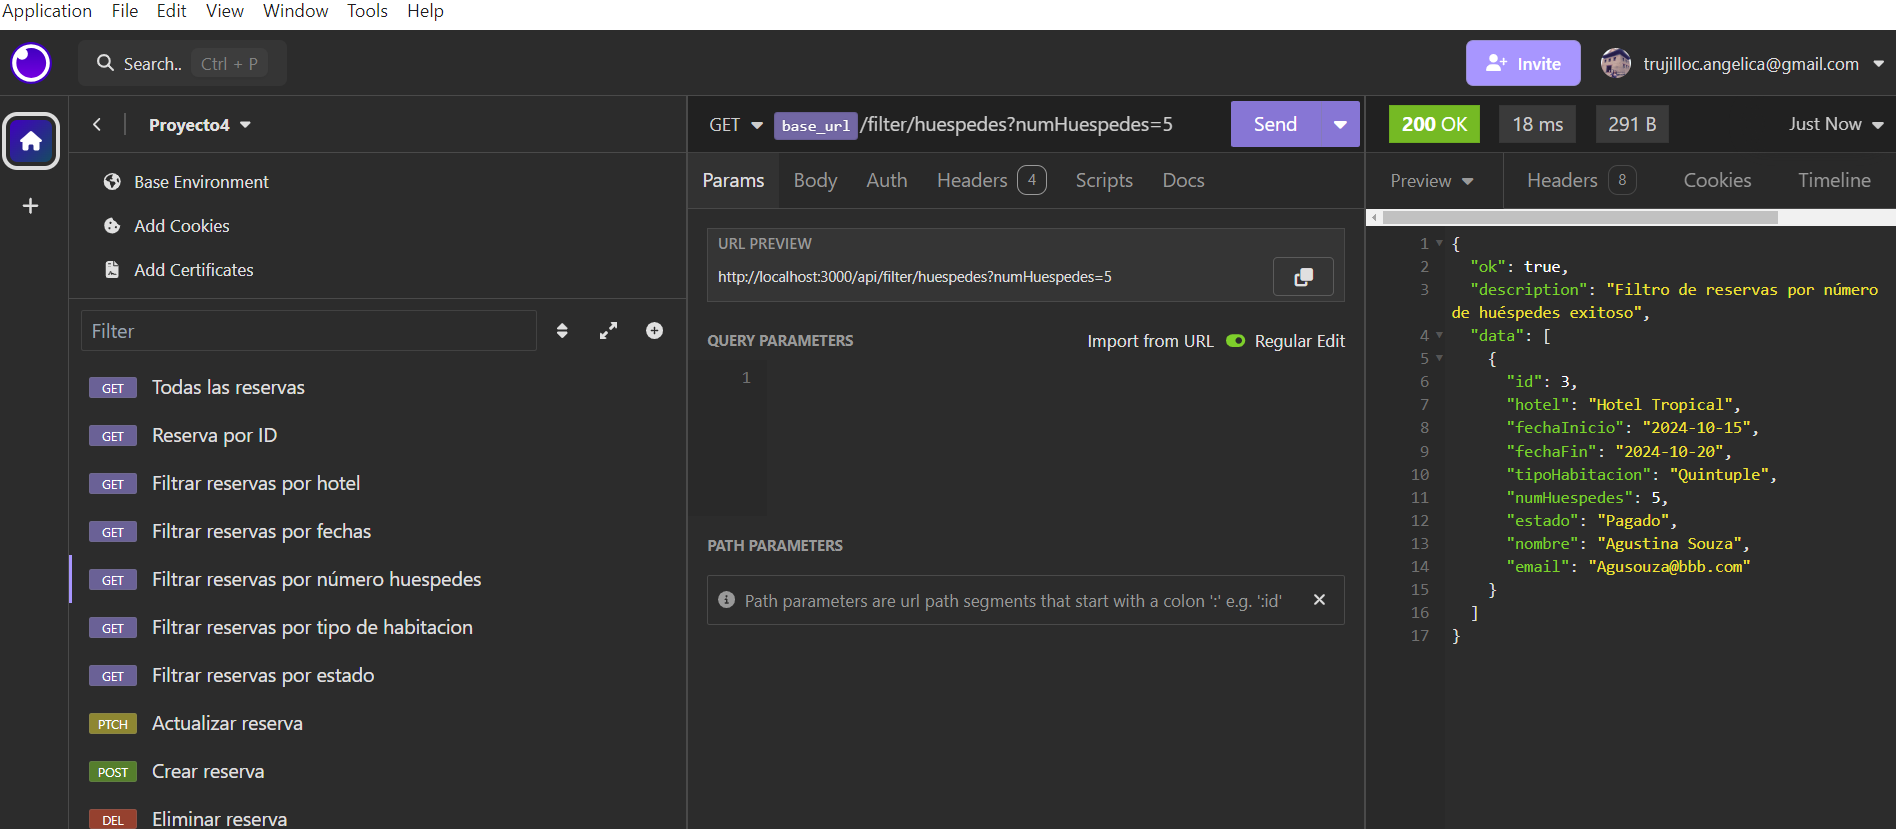 Application File Edit View Window Tools Help
Search.. Ctrl + P
Invite
trujilloc.angelica@gmail.com
Proyecto4
Base Environment
Add Cookies
Add Certificates
Filter
GET Todas las reservas
GET Reserva por ID
GET Filtrar reservas por hotel
GET Filtrar reservas por fechas
GET Filtrar reservas por número huespedes
GET Filtrar reservas por tipo de habitacion
GET Filtrar reservas por estado
PTCH Actualizar reserva
POST Crear reserva
DEL Eliminar reserva
GET base_url /filter/huespedes?numHuespedes=5
Send
Params Body Auth Headers 4 Scripts Docs
URL PREVIEW
http://localhost:3000/api/filter/huespedes?numHuespedes=5
QUERY PARAMETERS Import from URL Regular Edit
1
PATH PARAMETERS
Path parameters are url path segments that start with a colon ':' e.g. ':id'
200 OK 18 ms 291 B Just Now
Preview Headers 8 Cookies Timeline
1 {
2 "ok": true,
3 "description": "Filtro de reservas por número
de huéspedes exitoso",
4 "data": [
5 {
6 "id": 3,
7 "hotel": "Hotel Tropical",
8 "fechaInicio": "2024-10-15",
9 "fechaFin": "2024-10-20",
10 "tipoHabitacion": "Quintuple",
11 "numHuespedes": 5,
12 "estado": "Pagado",
13 "nombre": "Agustina Souza",
14 "email": "Agusouza@bbb.com"
15 }
16 ]
17 }